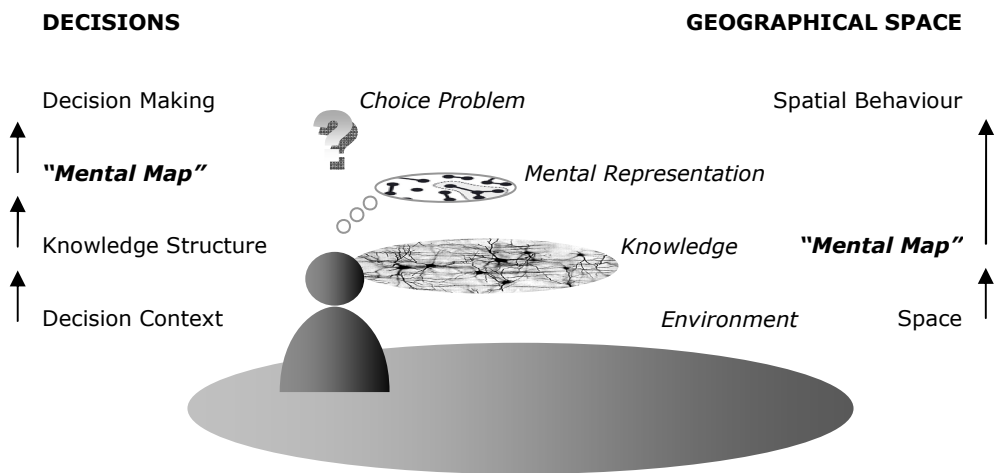 DECISIONS GEOGRAPHICAL SPACE
Decision Making Choice Problem Spatial Behaviour
?
“Mental Map” Mental Representation
Knowledge Structure Knowledge “Mental Map”
Decision Context Environment Space